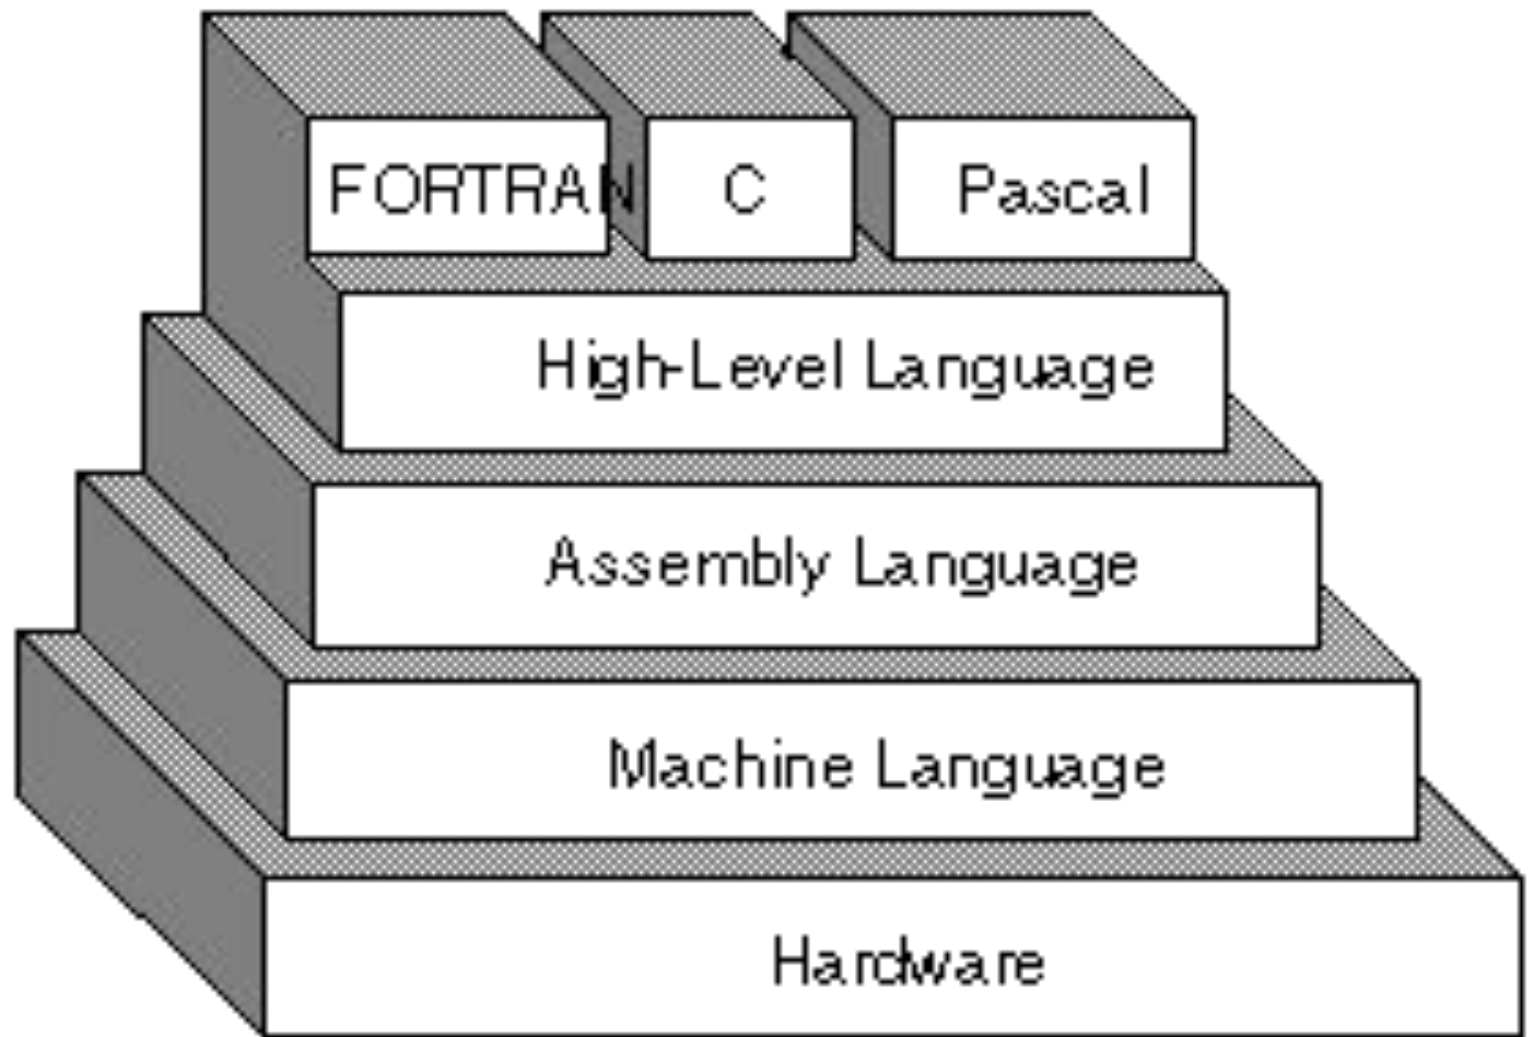 FORTRAN C Pascal
High-Level Language
Assembly Language
Machine Language
Hardware